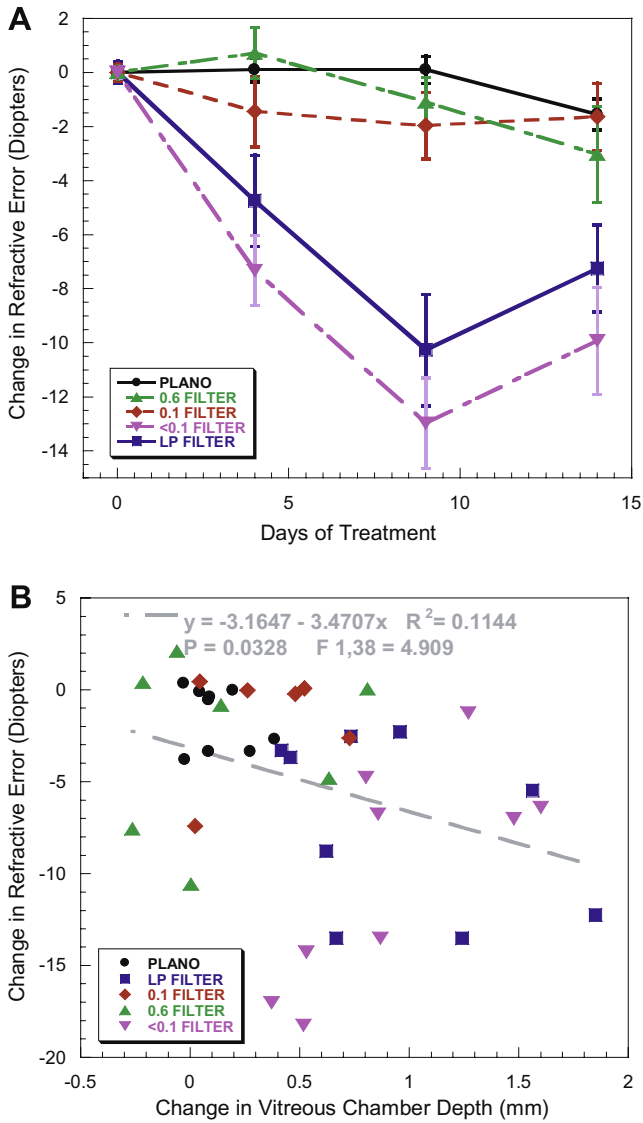 A
Change in Refractive Error (Diopters)
2
0
-2
-4
-6
-8
-10
-12
-14
PLANO
0.6 FILTER
0.1 FILTER
<0.1 FILTER
LP FILTER
0 5 10 15
Days of Treatment
B
Change in Refractive Error (Diopters)
5
0
-5
-10
-15
-20
y = -3.1647 - 3.4707x R² = 0.1144
P = 0.0328 F 1,38 = 4.909
PLANO
LP FILTER
0.1 FILTER
0.6 FILTER
<0.1 FILTER
-0.5 0 0.5 1 1.5 2
Change in Vitreous Chamber Depth (mm)